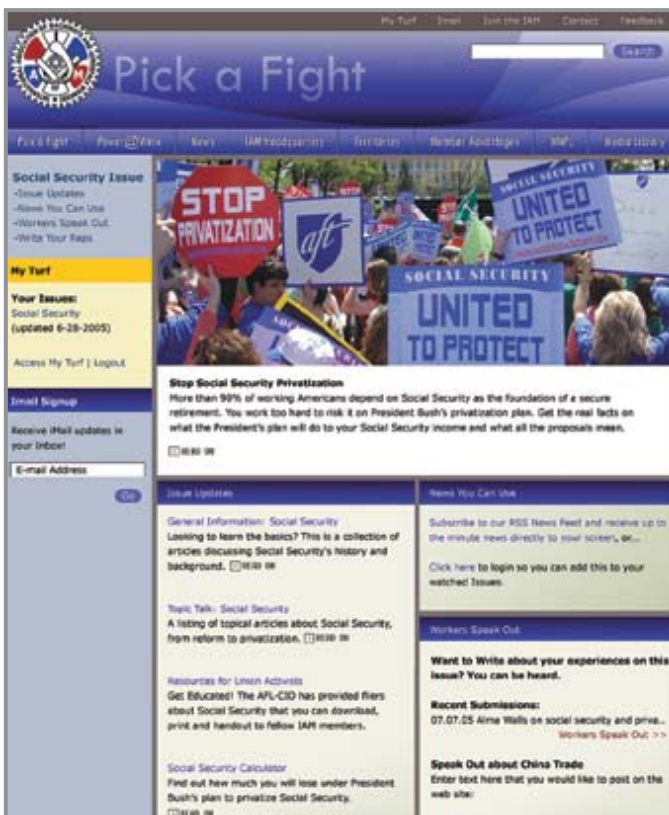 My Turf Imail Join the IAM Contact Feedback
A M
Pick a Fight
Search
Pick a Fight Power@Work News IAM Headquarters Territories Member Advantages MNPL Media Library
Social Security Issue
-Issue Updates
-News You Can Use
-Workers Speak Out
-Write Your Reps
My Turf
Your Issues:
Social Security
(updated 6-28-2005)
Access My Turf | Logout
Imail Signup
Receive iMail updates in
your Inbox!
E-mail Address
Go
STOP
PRIVATIZATION
aft
SOCIAL SECURITY
UNITED
TO PROTECT
SOCIAL SECURITY
UNITED
TO PROTECT
SOCIAL SECURITY
Stop Social Security Privatization
More than 90% of working Americans depend on Social Security as the foundation of a secure
retirement. You work too hard to risk it on President Bush's privatization plan. Get the real facts on
what the President's plan will do to your Social Security income and what all the proposals mean.
Issue Updates
General Information: Social Security
Looking to learn the basics? This is a collection of
articles discussing Social Security's history and
background.
Topic Talk: Social Security
A listing of topical articles about Social Security,
from reform to privatization.
Resources for Union Activists
Get Educated! The AFL-CIO has provided fliers
about Social Security that you can download,
print and handout to fellow IAM members.
Social Security Calculator
Find out how much you will lose under President
Bush's plan to privatize Social Security.
News You Can Use
Subscribe to our RSS News Feed and receive up to
the minute news directly to your screen, or...
Click here to login so you can add this to your
watched Issues.
Workers Speak Out
Want to Write about your experiences on this
issue? You can be heard.
Recent Submissions:
07.07.05 Alma Walls on social security and priva..
Workers Speak Out >>
Speak Out about China Trade
Enter text here that you would like to post on the
web site: